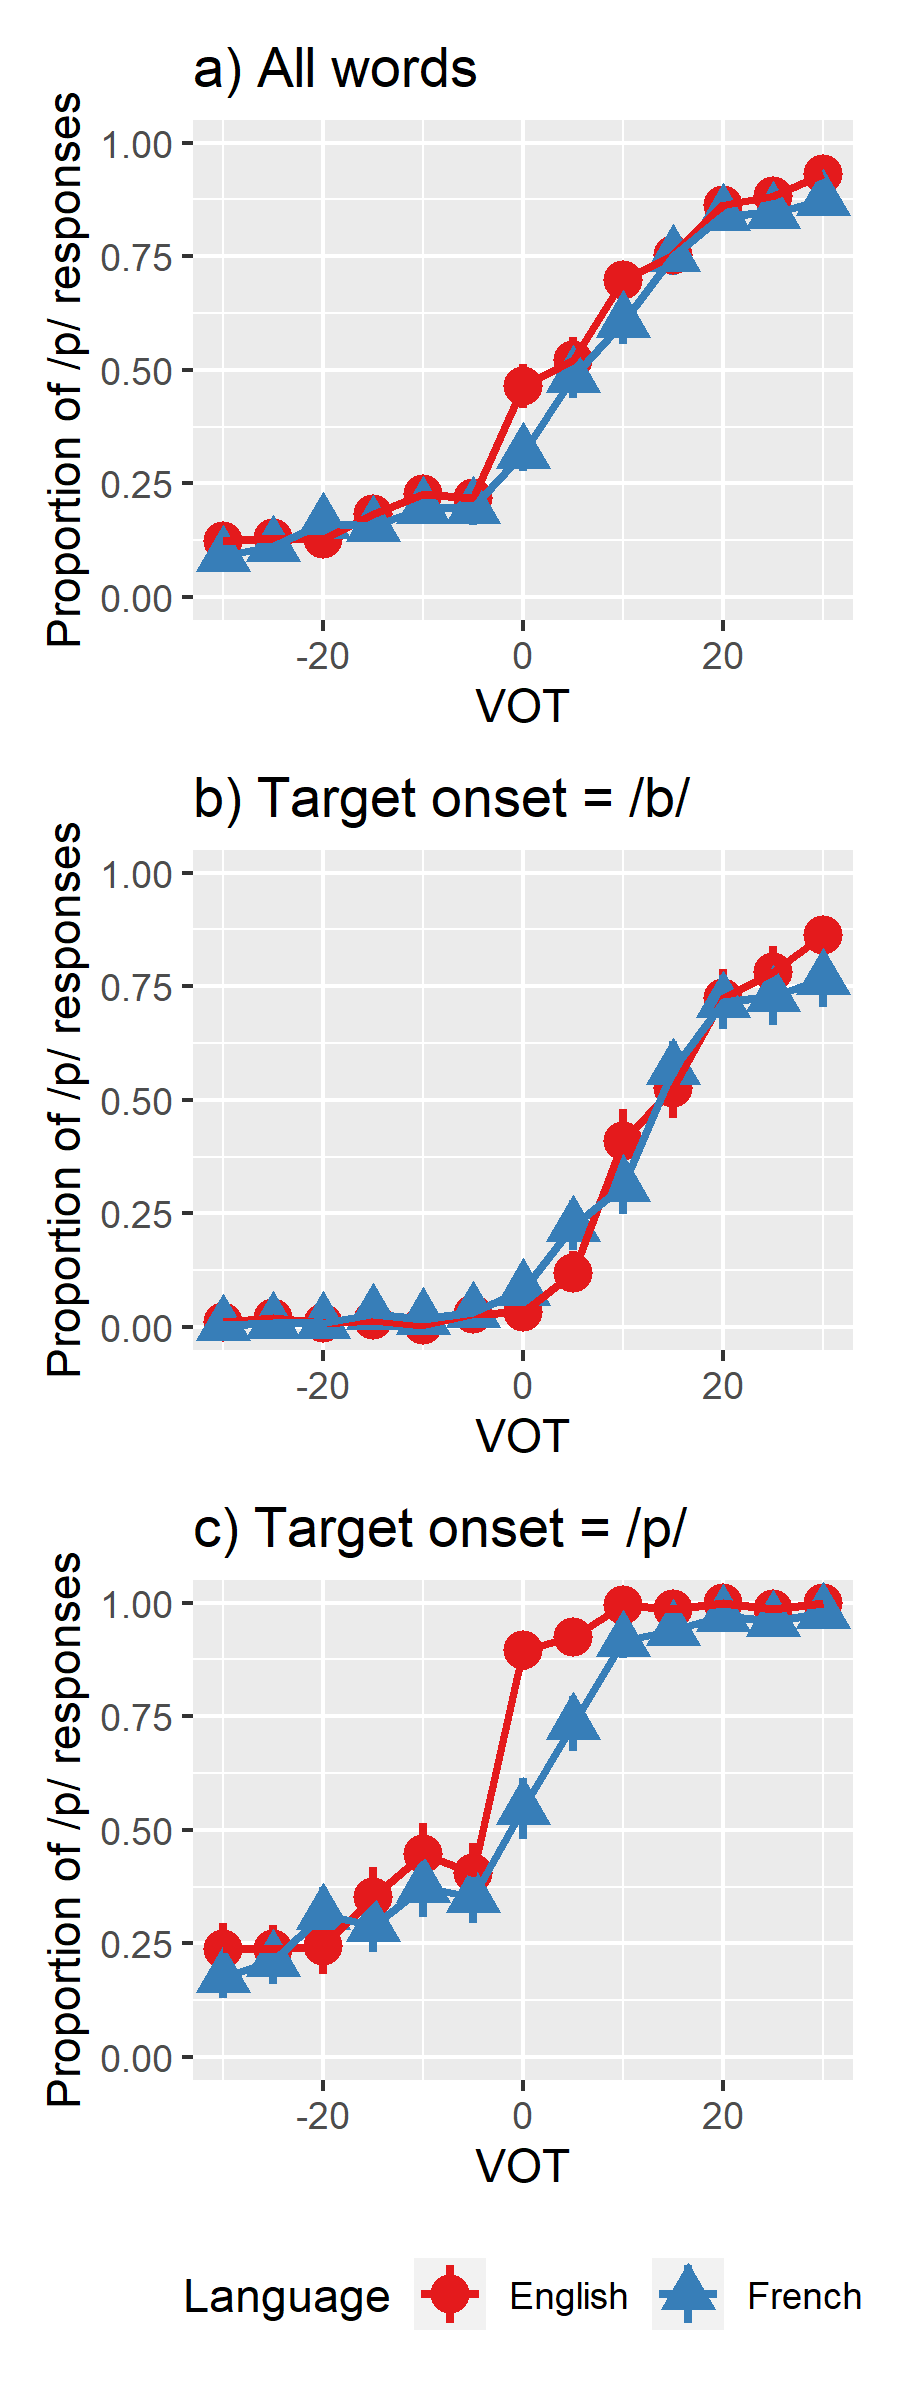 a) All words
Proportion of /p/ responses
1.00
0.75
0.50
0.25
0.00
-20 0 20
VOT
b) Target onset = /b/
Proportion of /p/ responses
1.00
0.75
0.50
0.25
0.00
-20 0 20
VOT
c) Target onset = /p/
Proportion of /p/ responses
1.00
0.75
0.50
0.25
0.00
-20 0 20
VOT
Language English French